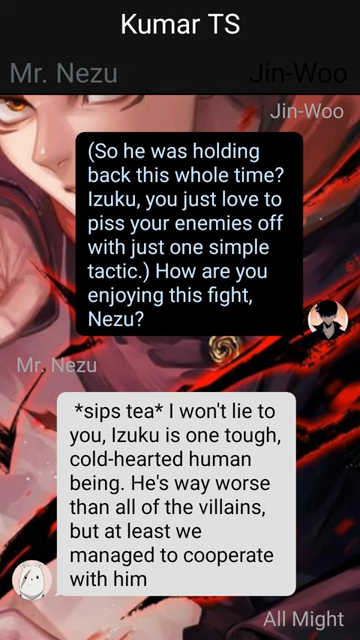 Kumar TS
Mr. Nezu
Jin-Woo
Jin-Woo
(So he was holding
back this whole time?
Izuku, you just love to
piss your enemies off
with just one simple
tactic.) How are you
enjoying this fight,
Nezu?
Mr. Nezu
*sips tea* I won't lie to
you, Izuku is one tough,
cold-hearted human
being. He's way worse
than all of the villains,
but at least we
managed to cooperate
with him
All Might